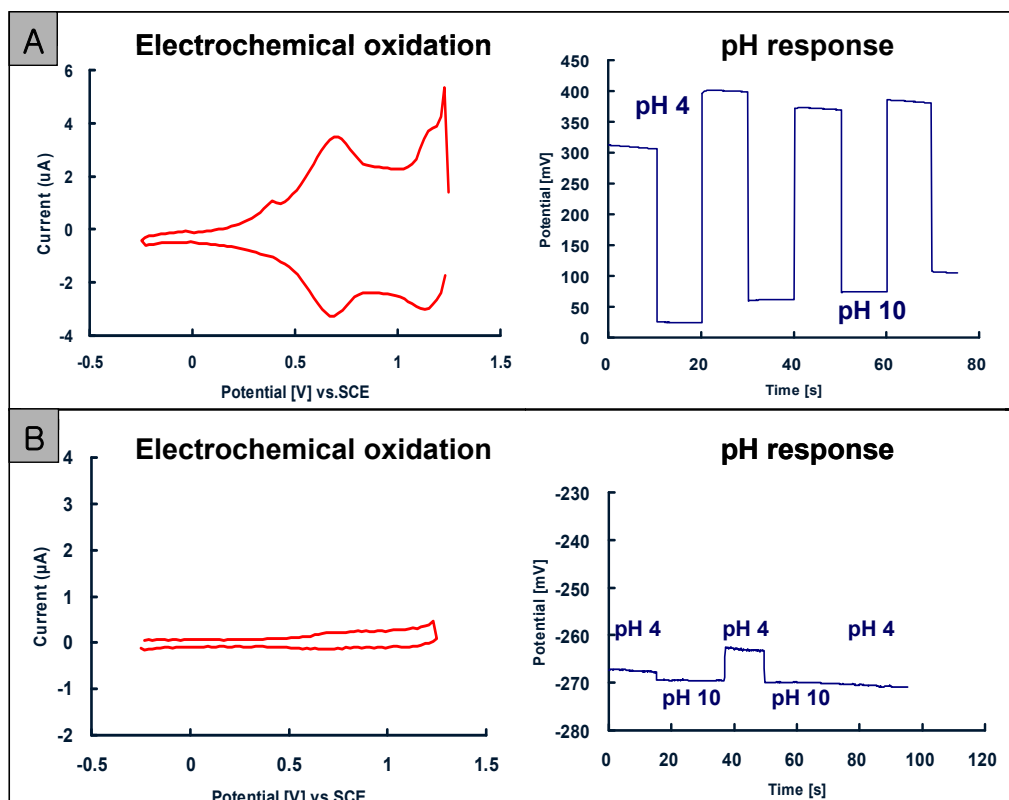 A
Electrochemical oxidation
6
4
2
0
-2
-4
-0.5
0
0.5
1
1.5
Current (uA)
Potential [V] vs.SCE
pH response
450
400
350
300
250
200
150
100
50
0
0
20
40
60
80
Potential [mV]
Time [s]
pH 4
pH 10
B
Electrochemical oxidation
4
3
2
1
0
-1
-2
-0.5
0
0.5
1
1.5
Current (µA)
Potential [V] vs.SCE
pH response
-230
-240
-250
-260
-270
-280
0
20
40
60
80
100
120
Potential [mV]
Time [s]
pH 4
pH 4
pH 4
pH 10
pH 10